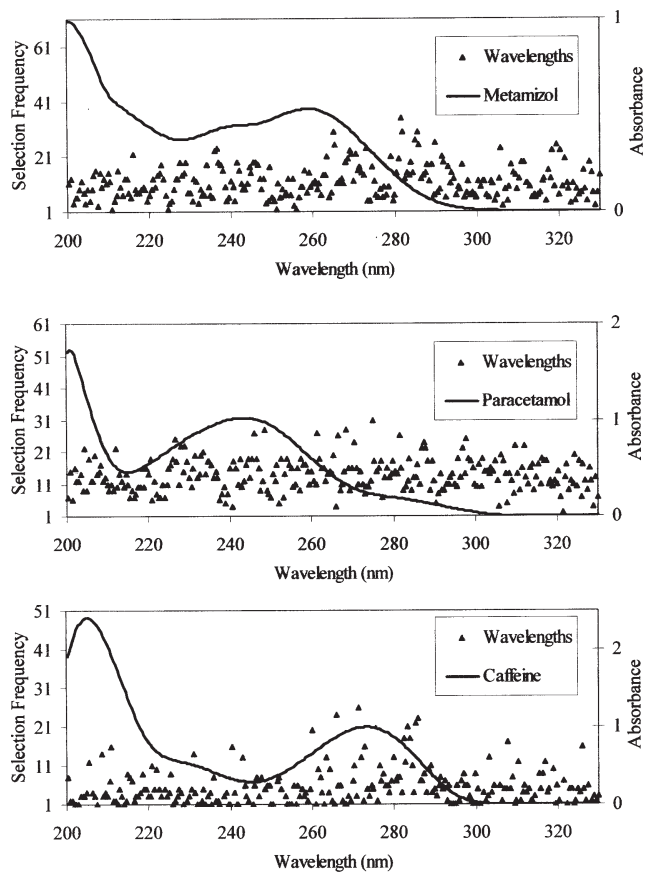 1
61
41
21
1
0
Selection Frequency
Absorbance
Wavelengths
Metamizol
200 220 240 260 280 300 320
Wavelength (nm)
61
51
41
31
21
11
1
2
1
0
Selection Frequency
Absorbance
Wavelengths
Paracetamol
200 220 240 260 280 300 320
Wavelength (nm)
51
41
31
21
11
1
2
1
0
Selection Frequency
Absorbance
Wavelengths
Caffeine
200 220 240 260 280 300 320
Wavelength (nm)